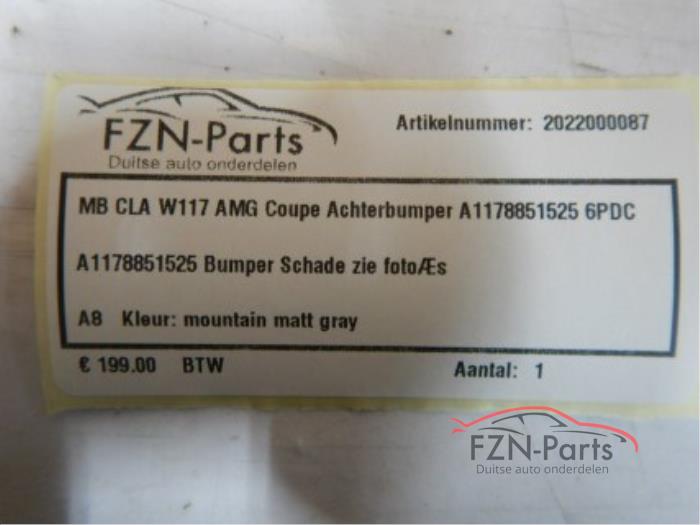 FZN-Parts
Duitse auto onderdelen
Artikelnummer: 2022000087
MB CLA W117 AMG Coupe Achterbumper A1178851525 6PDC
A1178851525 Bumper Schade zie fotoÆs
A8 Kleur: mountain matt gray
€ 199.00 BTW
Aantal: 1
FZN-Parts
Duitse auto onderdelen